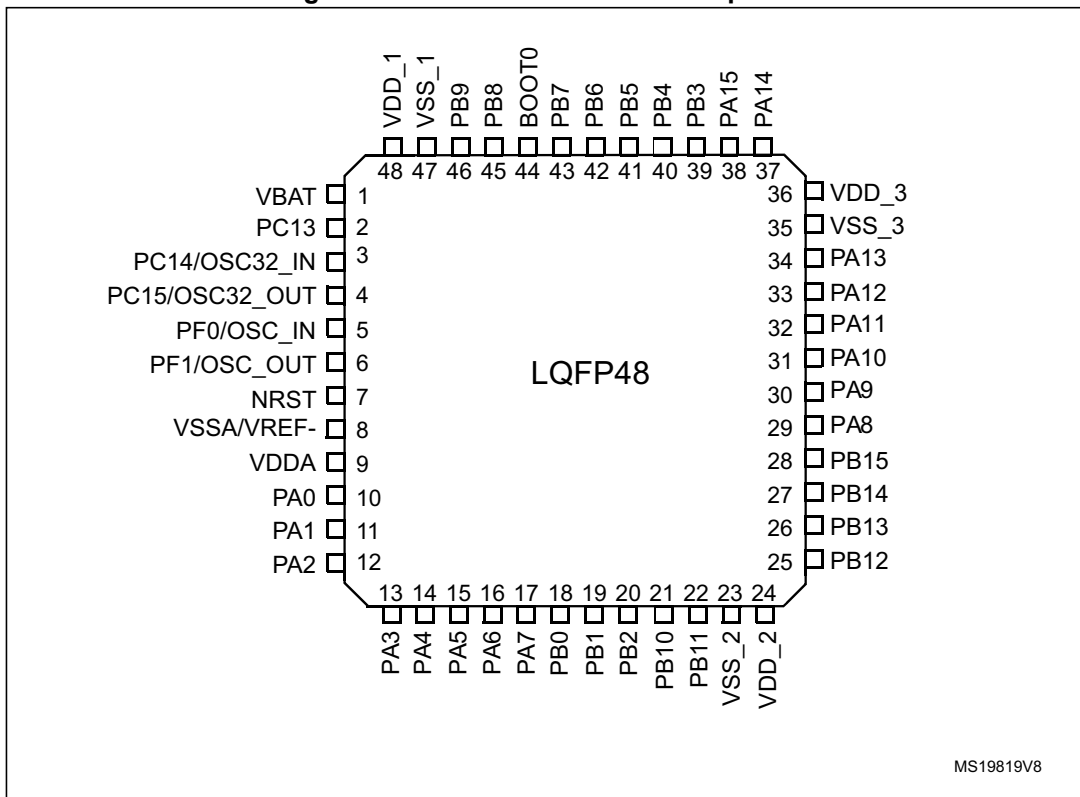 VDD_1
VSS_1
PB9
PB8
BOOT0
PB7
PB6
PB5
PB4
PB3
PA15
PA14
48 47 46 45 44 43 42 41 40 39 38 37
VBAT 1
PC13 2
PC14/OSC32_IN 3
PC15/OSC32_OUT 4
PF0/OSC_IN 5
PF1/OSC_OUT 6
NRST 7
VSSA/VREF- 8
VDDA 9
PA0 10
PA1 11
PA2 12
LQFP48
36 VDD_3
35 VSS_3
34 PA13
33 PA12
32 PA11
31 PA10
30 PA9
29 PA8
28 PB15
27 PB14
26 PB13
25 PB12
13 14 15 16 17 18 19 20 21 22 23 24
PA3
PA4
PA5
PA6
PA7
PB0
PB1
PB2
PB10
PB11
VSS_2
VDD_2
MS19819V8